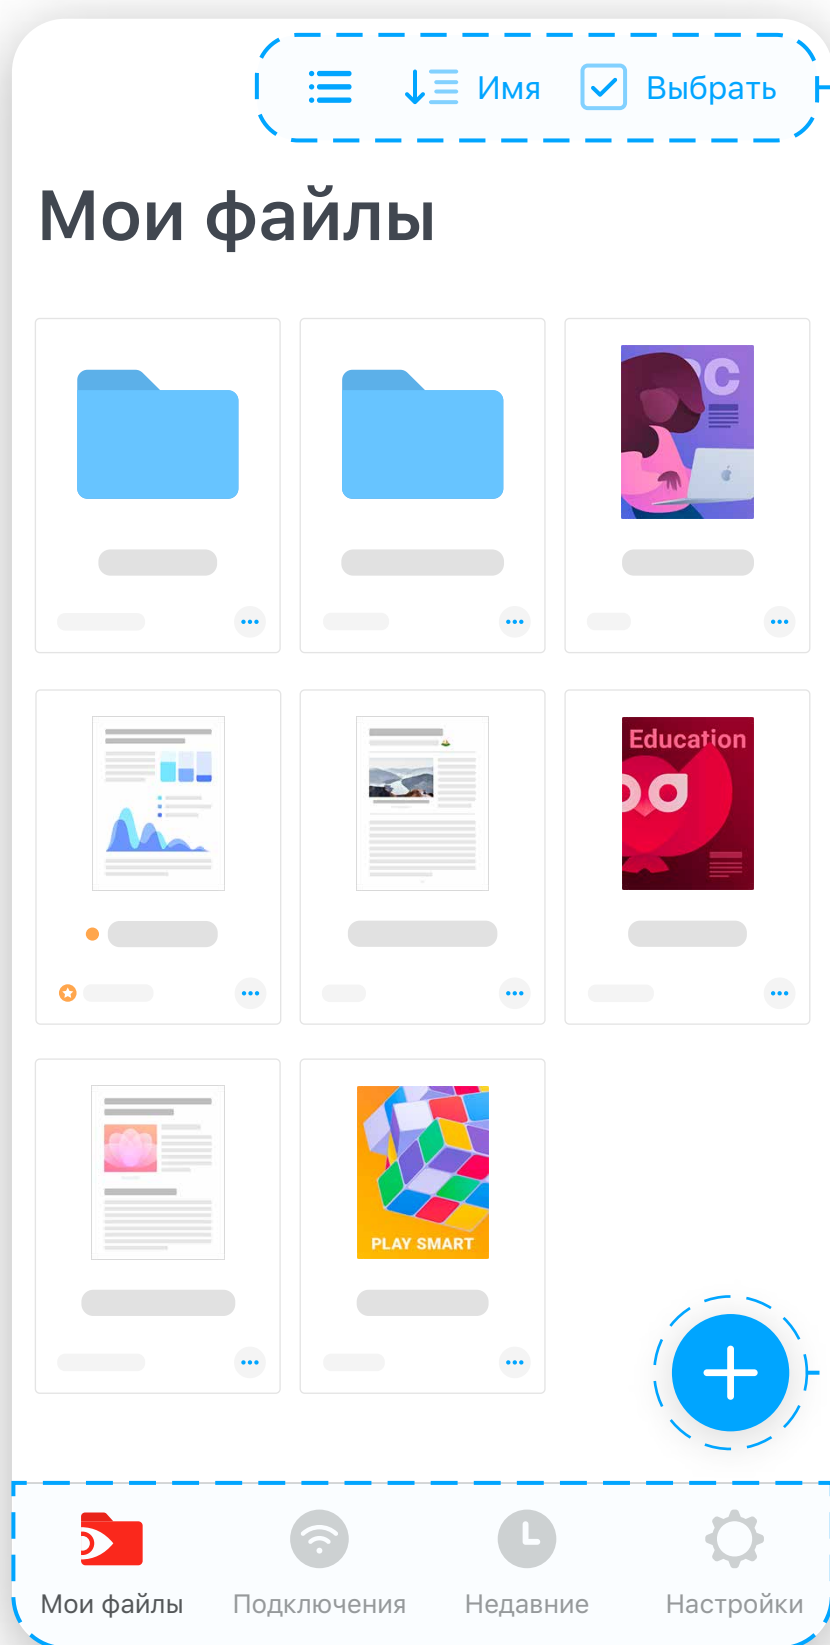 Имя
Выбрать
Мои файлы
Education
PLAY SMART
Мои файлы
Подключения
Недавние
Настройки